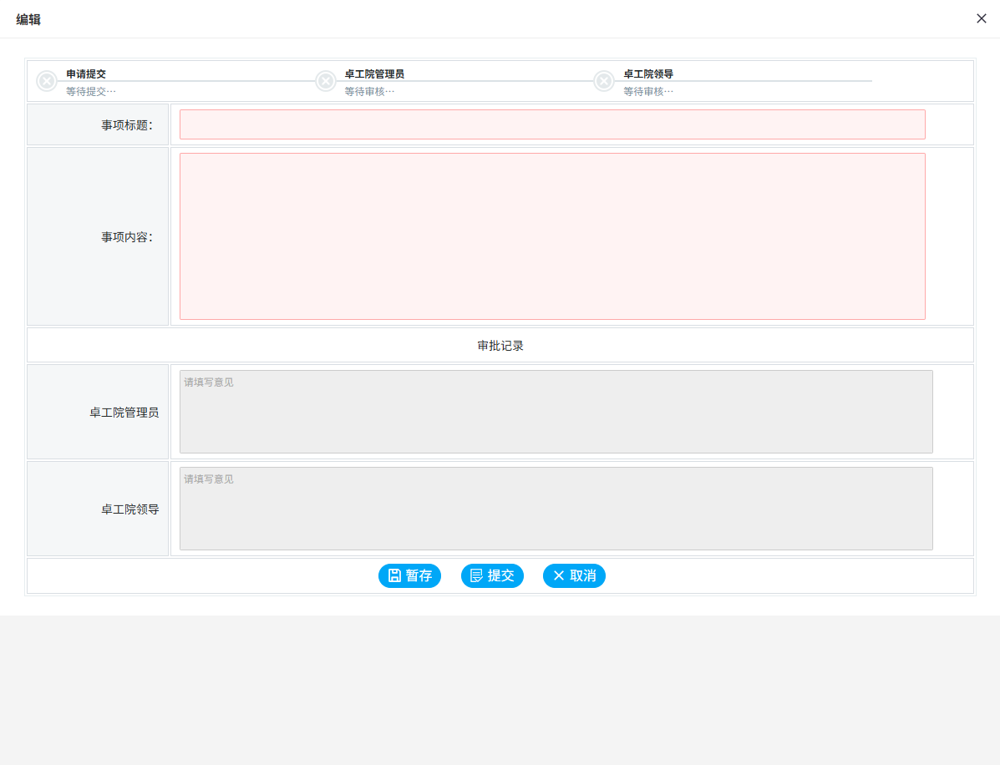 编辑
申请提交
等待提交···
卓工院管理员
等待审核···
卓工院领导
等待审核···
事项标题：
事项内容：
审批记录
卓工院管理员
请填写意见
卓工院领导
请填写意见
暂存 提交 取消